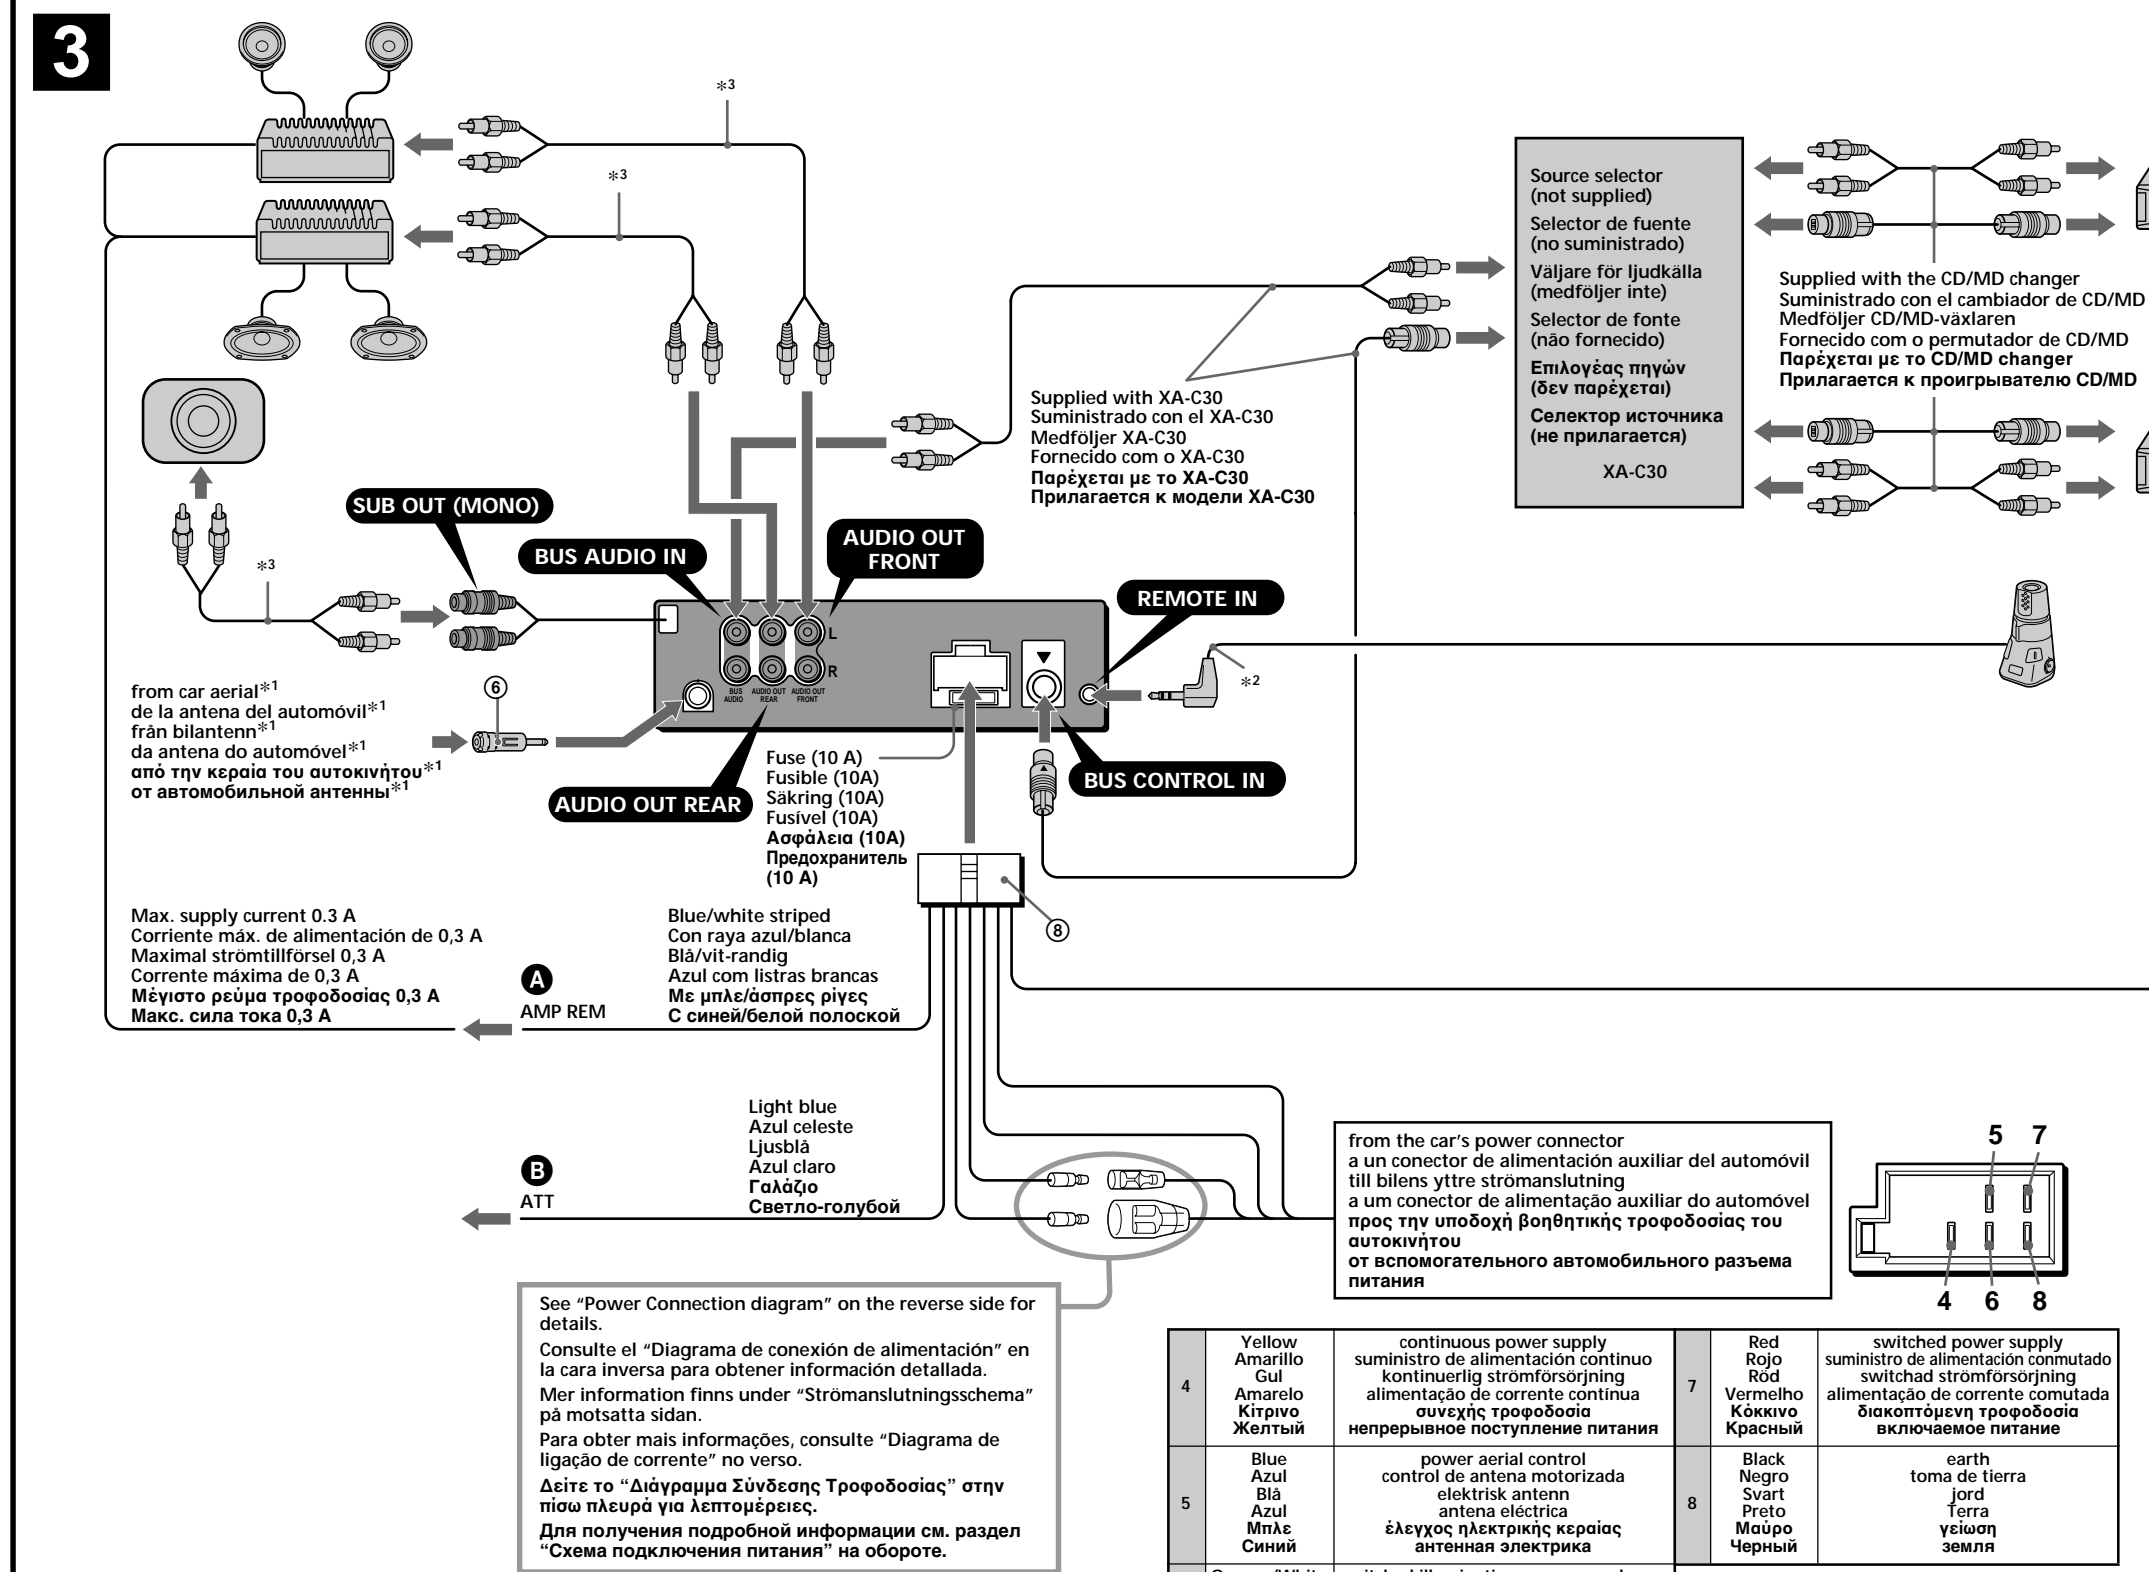 3
*3
*3
Source selector
(not supplied)
Selector de fuente
(no suministrado)
Väljare för ljudkälla
(medföljer inte)
Selector de fonte
(não fornecido)
Επιλογέας πηγών
(δεν παρέχεται)
Селектор источника
(не прилагается)
XA-C30
Supplied with the CD/MD changer
Suministrado con el cambiador de CD/MD
Medföljer CD/MD-växlaren
Fornecido com o permutador de CD/MD
Παρέχεται με το CD/MD changer
Прилагается к проигрывателю CD/MD
Supplied with XA-C30
Suministrado con el XA-C30
Medföljer XA-C30
Fornecido com o XA-C30
Παρέχεται με το XA-C30
Прилагается к модели XA-C30
SUB OUT (MONO)
BUS AUDIO IN
AUDIO OUT
FRONT
*3
REMOTE IN
L
R
BUS
AUDIO
AUDIO OUT
REAR
AUDIO OUT
FRONT
*2
from car aerial*1
de la antena del automóvil*1
från bilantenn*1
da antena do automóvel*1
από την κεραία του αυτοκινήτου*1
от автомобильной антенны*1
6
AUDIO OUT REAR
Fuse (10 A)
Fusible (10A)
Säkring (10A)
Fusível (10A)
Ασφάλεια (10A)
Предохранитель
(10 A)
BUS CONTROL IN
8
Max. supply current 0.3 A
Corriente máx. de alimentación de 0,3 A
Maximal strömtillförsel 0,3 A
Corrente máxima de 0,3 A
Μέγιστο ρεύμα τροφοδοσίας 0,3 A
Макс. сила тока 0,3 A
A
AMP REM
Blue/white striped
Con raya azul/blanca
Blå/vit-randig
Azul com listras brancas
Με μπλε/άσπρες ρίγες
С синей/белой полоской
B
ATT
Light blue
Azul celeste
Ljusblå
Azul claro
Γαλάζιο
Светло-голубой
from the car's power connector
a un conector de alimentación auxiliar del automóvil
till bilens yttre strömanslutning
a um conector de alimentação auxiliar do automóvel
προς την υποδοχή βοηθητικής τροφοδοσίας του
αυτοκινήτου
от вспомогательного автомобильного разъема
питания
5 7
4 6 8
See “Power Connection diagram” on the reverse side for
details.
Consulte el “Diagrama de conexión de alimentación” en
la cara inversa para obtener información detallada.
Mer information finns under “Strömanslutningsschema”
på motsatta sidan.
Para obter mais informações, consulte “Diagrama de
ligação de corrente” no verso.
Δείτε το “Διάγραμμα Σύνδεσης Τροφοδοσίας” στην
πίσω πλευρά για λεπτομέρειες.
Для получения подробной информации см. раздел
“Схема подключения питания” на обороте.
4
Yellow
Amarillo
Gul
Amarelo
Κίτρινο
Желтый
continuous power supply
suministro de alimentación continuo
kontinuerlig strömförsörjning
alimentação de corrente contínua
συνεχής τροφοδοσία
непрерывное поступление питания
7
Red
Rojo
Röd
Vermelho
Κόκκινο
Красный
switched power supply
suministro de alimentación conmutado
switchad strömförsörjning
alimentação de corrente comutada
διακοπτόμενη τροφοδοσία
включаемое питание
5
Blue
Azul
Blå
Azul
Μπλε
Синий
power aerial control
control de antena motorizada
elektrisk antenn
antena eléctrica
έλεγχος ηλεκτρικής κεραίας
антенная электрика
8
Black
Negro
Svart
Preto
Μαύρο
Черный
earth
toma de tierra
jord
Terra
γείωση
земля